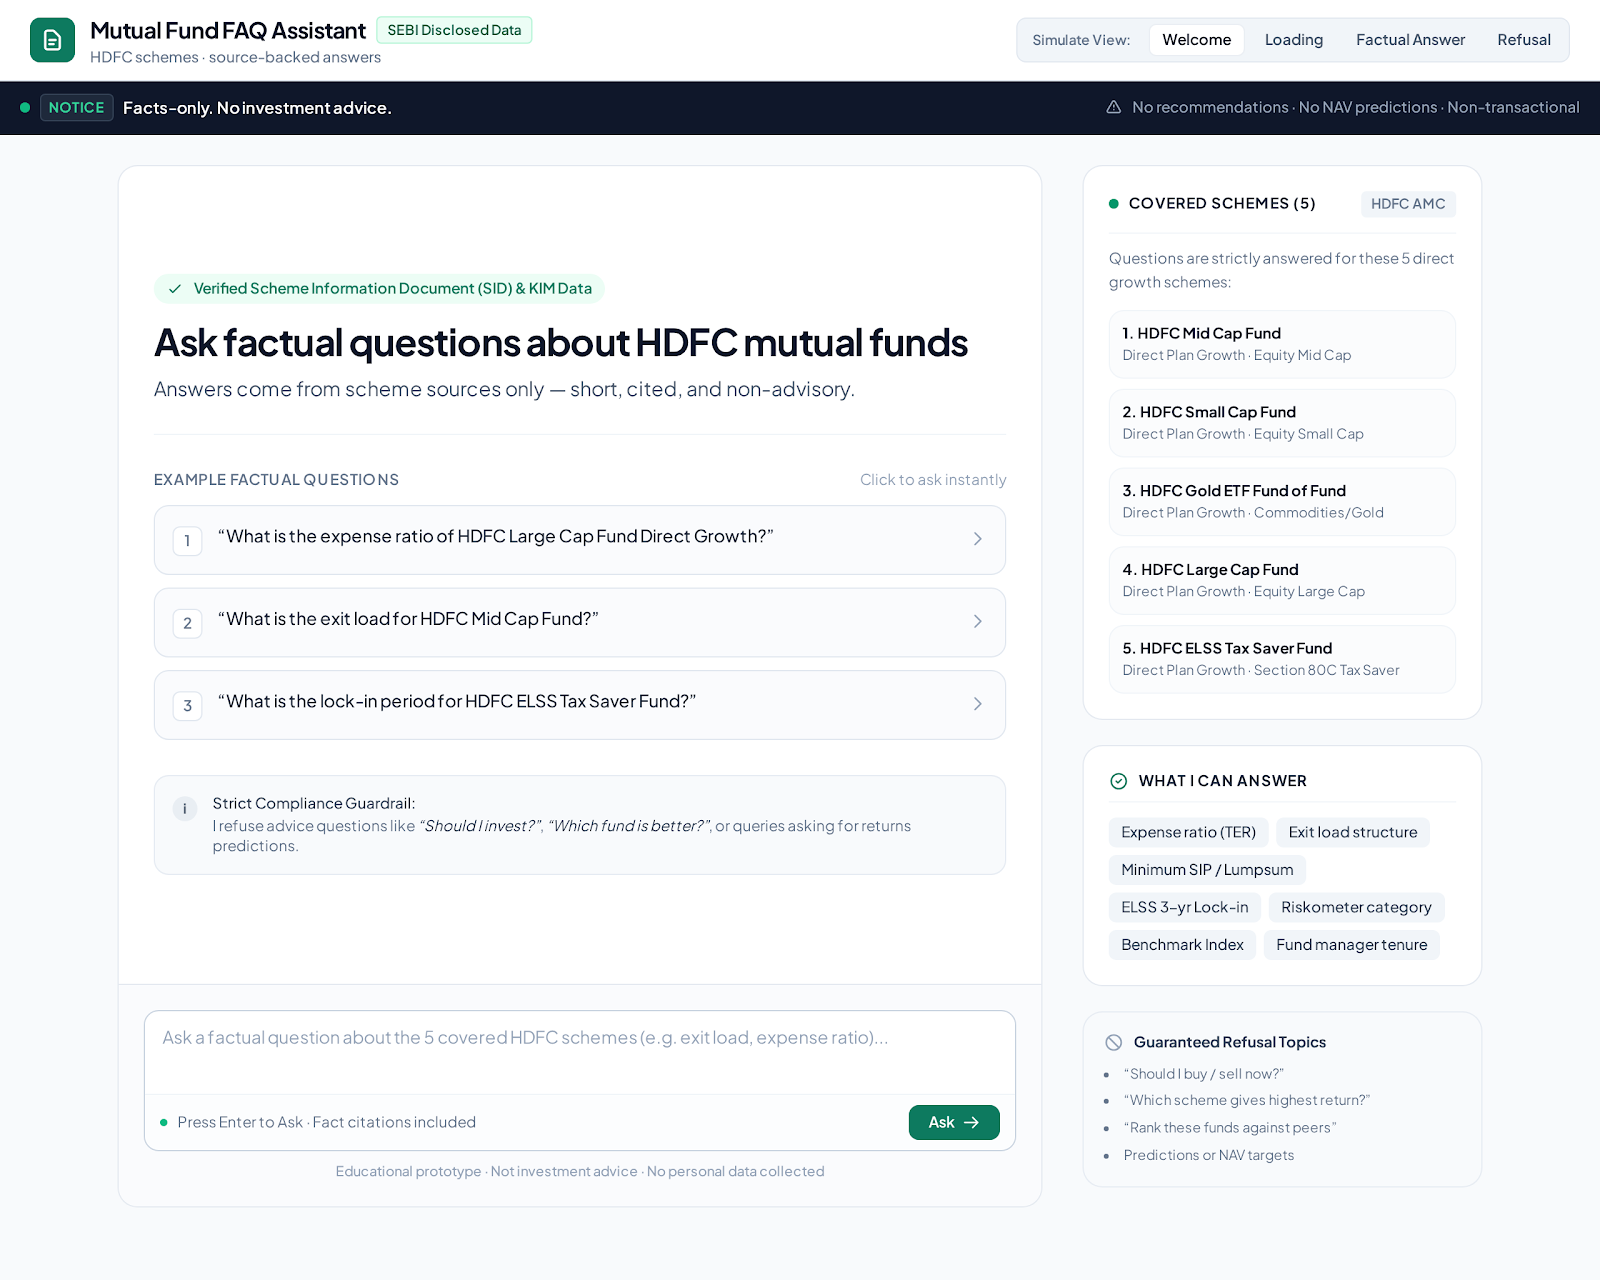 Mutual Fund FAQ Assistant
SEBI Disclosed Data
HDFC schemes · source-backed answers
Simulate View:
Welcome
Loading
Factual Answer
Refusal
NOTICE
Facts-only. No investment advice.
No recommendations · No NAV predictions · Non-transactional
Verified Scheme Information Document (SID) & KIM Data
Ask factual questions about HDFC mutual funds
Answers come from scheme sources only — short, cited, and non-advisory.
EXAMPLE FACTUAL QUESTIONS
Click to ask instantly
1
“What is the expense ratio of HDFC Large Cap Fund Direct Growth?”
2
“What is the exit load for HDFC Mid Cap Fund?”
3
“What is the lock-in period for HDFC ELSS Tax Saver Fund?”
i
Strict Compliance Guardrail:
I refuse advice questions like “Should I invest?”, “Which fund is better?”, or queries asking for returns
predictions.
Ask a factual question about the 5 covered HDFC schemes (e.g. exit load, expense ratio)...
Press Enter to Ask · Fact citations included
Ask →
Educational prototype · Not investment advice · No personal data collected
COVERED SCHEMES (5)
HDFC AMC
Questions are strictly answered for these 5 direct
growth schemes:
1. HDFC Mid Cap Fund
Direct Plan Growth · Equity Mid Cap
2. HDFC Small Cap Fund
Direct Plan Growth · Equity Small Cap
3. HDFC Gold ETF Fund of Fund
Direct Plan Growth · Commodities/Gold
4. HDFC Large Cap Fund
Direct Plan Growth · Equity Large Cap
5. HDFC ELSS Tax Saver Fund
Direct Plan Growth · Section 80C Tax Saver
WHAT I CAN ANSWER
Expense ratio (TER)
Exit load structure
Minimum SIP / Lumpsum
ELSS 3-yr Lock-in
Riskometer category
Benchmark Index
Fund manager tenure
Guaranteed Refusal Topics
• “Should I buy / sell now?”
• “Which scheme gives highest return?”
• “Rank these funds against peers”
• Predictions or NAV targets